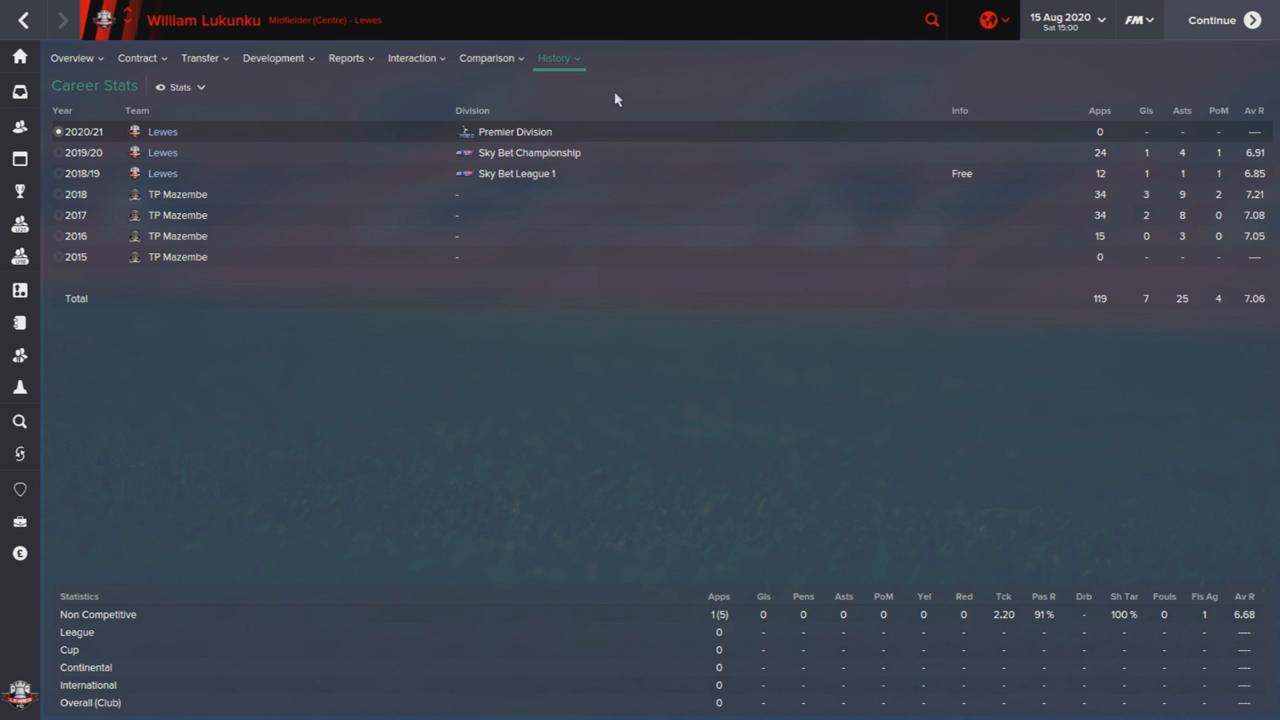 William Lukunku Midfielder (Centre) - Lewes 15 Aug 2020 Sat 15:00 FM Continue
Overview Contract Transfer Development Reports Interaction Comparison History
Career Stats Stats
Year Team Division Info Apps Gls Asts PoM Av R
2020/21 Lewes Premier Division 0 - - - ---
2019/20 Lewes Sky Bet Championship 24 1 4 1 6.91
2018/19 Lewes Sky Bet League 1 Free 12 1 1 1 6.85
2018 TP Mazembe - 34 3 9 2 7.21
2017 TP Mazembe - 34 2 8 0 7.08
2016 TP Mazembe - 15 0 3 0 7.05
2015 TP Mazembe - 0 - - - ---
Total 119 7 25 4 7.06
Statistics Apps Gls Pens Asts PoM Yel Red Tck Pas R Drb Sh Tar Fouls Fls Ag Av R
Non Competitive 1 (5) 0 0 0 0 0 0 2.20 91 % - 100 % 0 1 6.68
League 0 - - - - - - - - - - - - ---
Cup 0 - - - - - - - - - - - - ---
Continental 0 - - - - - - - - - - - - ---
International 0 - - - - - - - - - - - - ---
Overall (Club) 0 - - - - - - - - - - - - ---